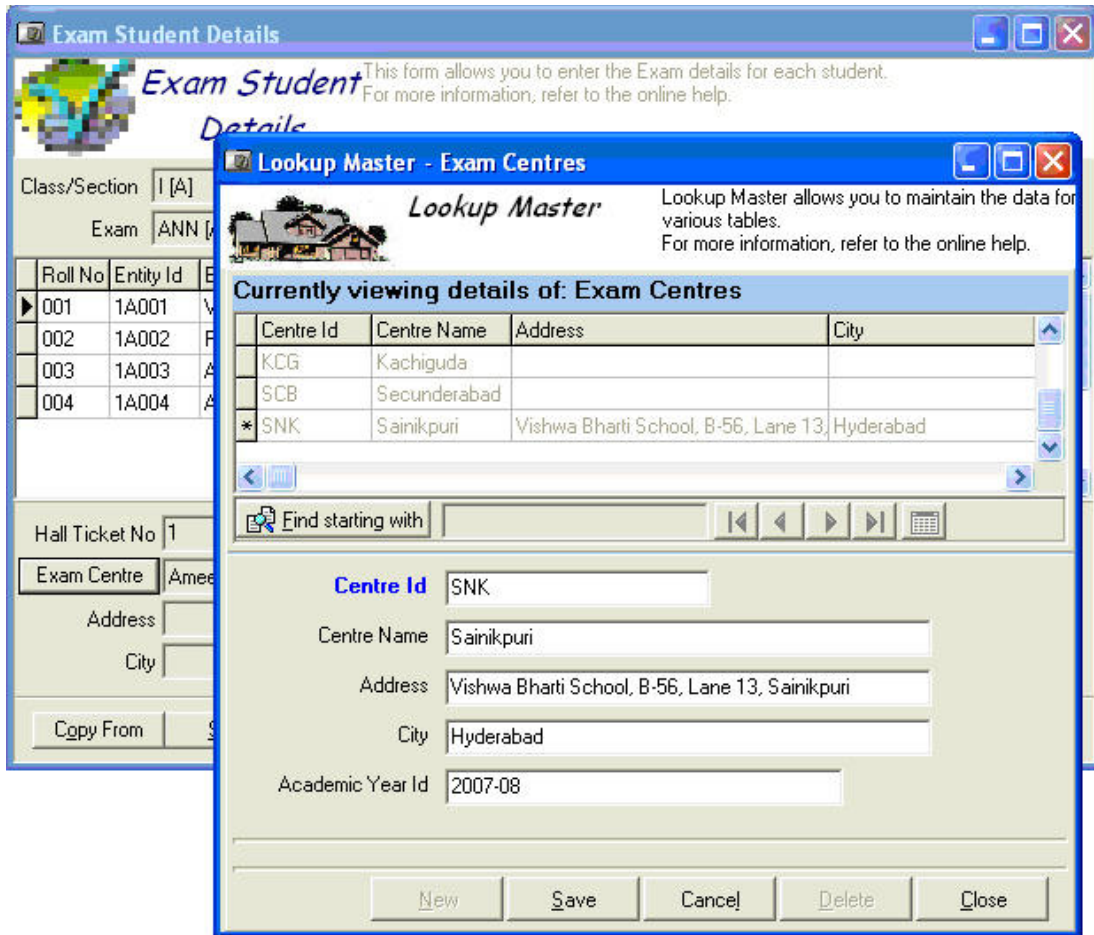 Exam Student Details
Exam Student
Details
This form allows you to enter the Exam details for each student.
For more information, refer to the online help.
Class/Section I [A]
Exam ANN
Roll No Entity Id
001 1A001
002 1A002
003 1A003
004 1A004
Hall Ticket No 1
Exam Centre Amee
Address
City
Copy From
Lookup Master - Exam Centres
Lookup Master
Lookup Master allows you to maintain the data for
various tables.
For more information, refer to the online help.
Currently viewing details of: Exam Centres
Centre Id Centre Name Address City
KCG Kachiguda
SCB Secunderabad
* SNK Sainikpuri Vishwa Bharti School, B-56, Lane 13, Hyderabad
Find starting with
Centre Id SNK
Centre Name Sainikpuri
Address Vishwa Bharti School, B-56, Lane 13, Sainikpuri
City Hyderabad
Academic Year Id 2007-08
New Save Cancel Delete Close